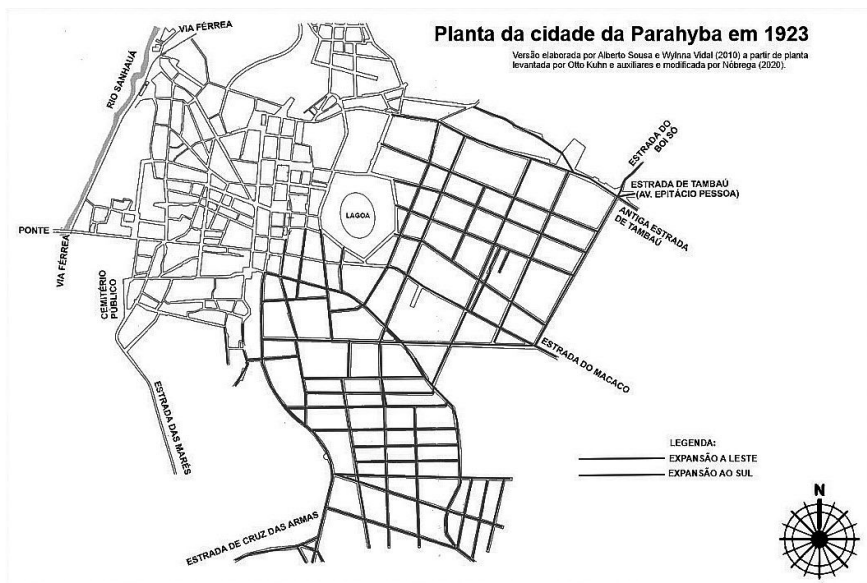 Planta da cidade da Parahyba em 1923
Versão elaborada por Alberto Sousa e Wylnna Vidal (2010) a partir de planta
levantada por Otto Kuhn e auxiliares e modificada por Nóbrega (2020).
VIA FÉRREA
RIO SANHAUÁ
ESTRADA DO
BOI SÓ
ESTRADA DE TAMBAÚ
(AV. EPITÁCIO PESSOA)
ANTIGA ESTRADA
DE TAMBAÚ
LAGOA
PONTE
VIA FÉRREA
CEMITÉRIO
PÚBLICO
ESTRADA DO MACACO
ESTRADA DAS MARÉS
LEGENDA:
EXPANSÃO A LESTE
EXPANSÃO AO SUL
N
ESTRADA DE CRUZ DAS ARMAS